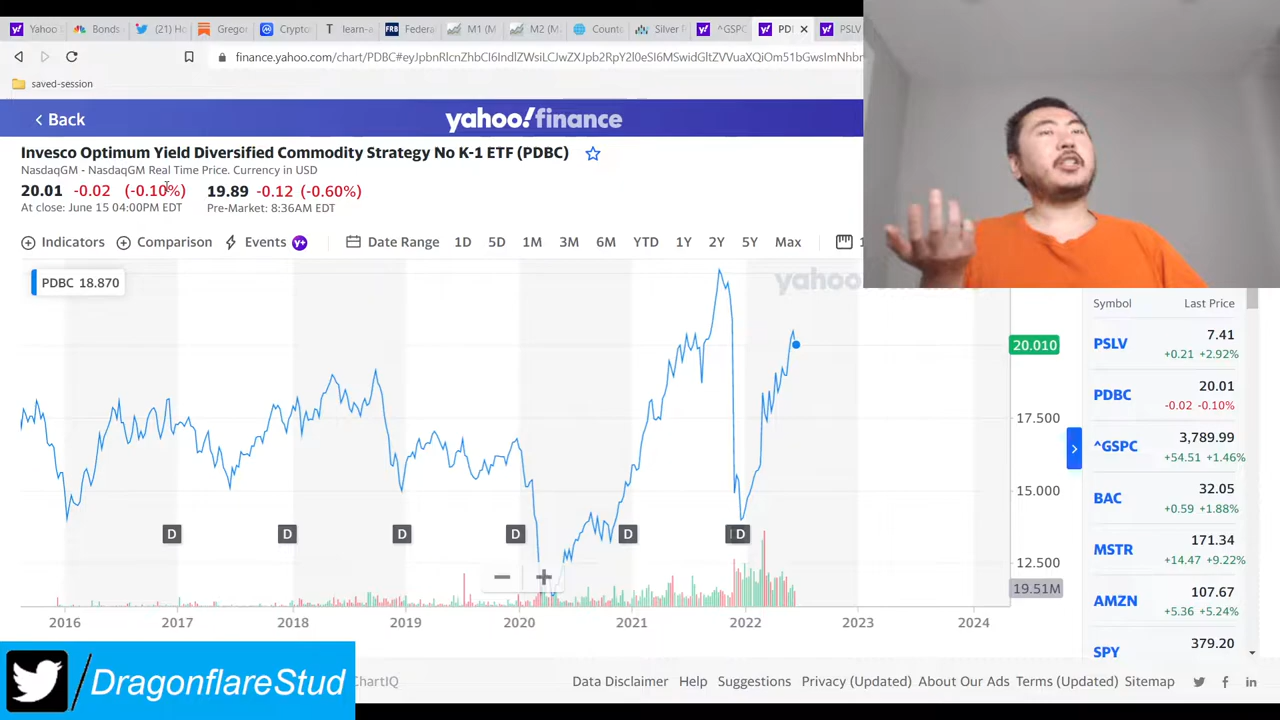 Yahoo
Bonds
(21) Ho
Gregor
Crypto
learn-a
Federa
M1 (M
M2 (M
Counte
Silver P
^GSPC
PDI
PSLV
finance.yahoo.com/chart/PDBC#
saved-session
Back
yahoo!finance
Invesco Optimum Yield Diversified Commodity Strategy No K-1 ETF (PDBC)
NasdaqGM - NasdaqGM Real Time Price. Currency in USD
20.01 -0.02 (-0.10%) 19.89 -0.12 (-0.60%)
At close: June 15 04:00PM EDT Pre-Market: 8:36AM EDT
Indicators Comparison Events Y+ Date Range 1D 5D 1M 3M 6M YTD 1Y 2Y 5Y Max
PDBC 18.870
yahoo
Symbol Last Price
PSLV 7.41
+0.21 +2.92%
20.010
PDBC 20.01
-0.02 -0.10%
17.500
^GSPC 3,789.99
+54.51 +1.46%
15.000
BAC 32.05
+0.59 +1.88%
D D D D D D
MSTR 171.34
+14.47 +9.22%
12.500
19.51M
AMZN 107.67
+5.36 +5.24%
2016 2017 2018 2019 2020 2021 2022 2023 2024
SPY 379.20
DragonflareStud
ChartIQ
Data Disclaimer Help Suggestions Privacy (Updated) About Our Ads Terms (Updated) Sitemap